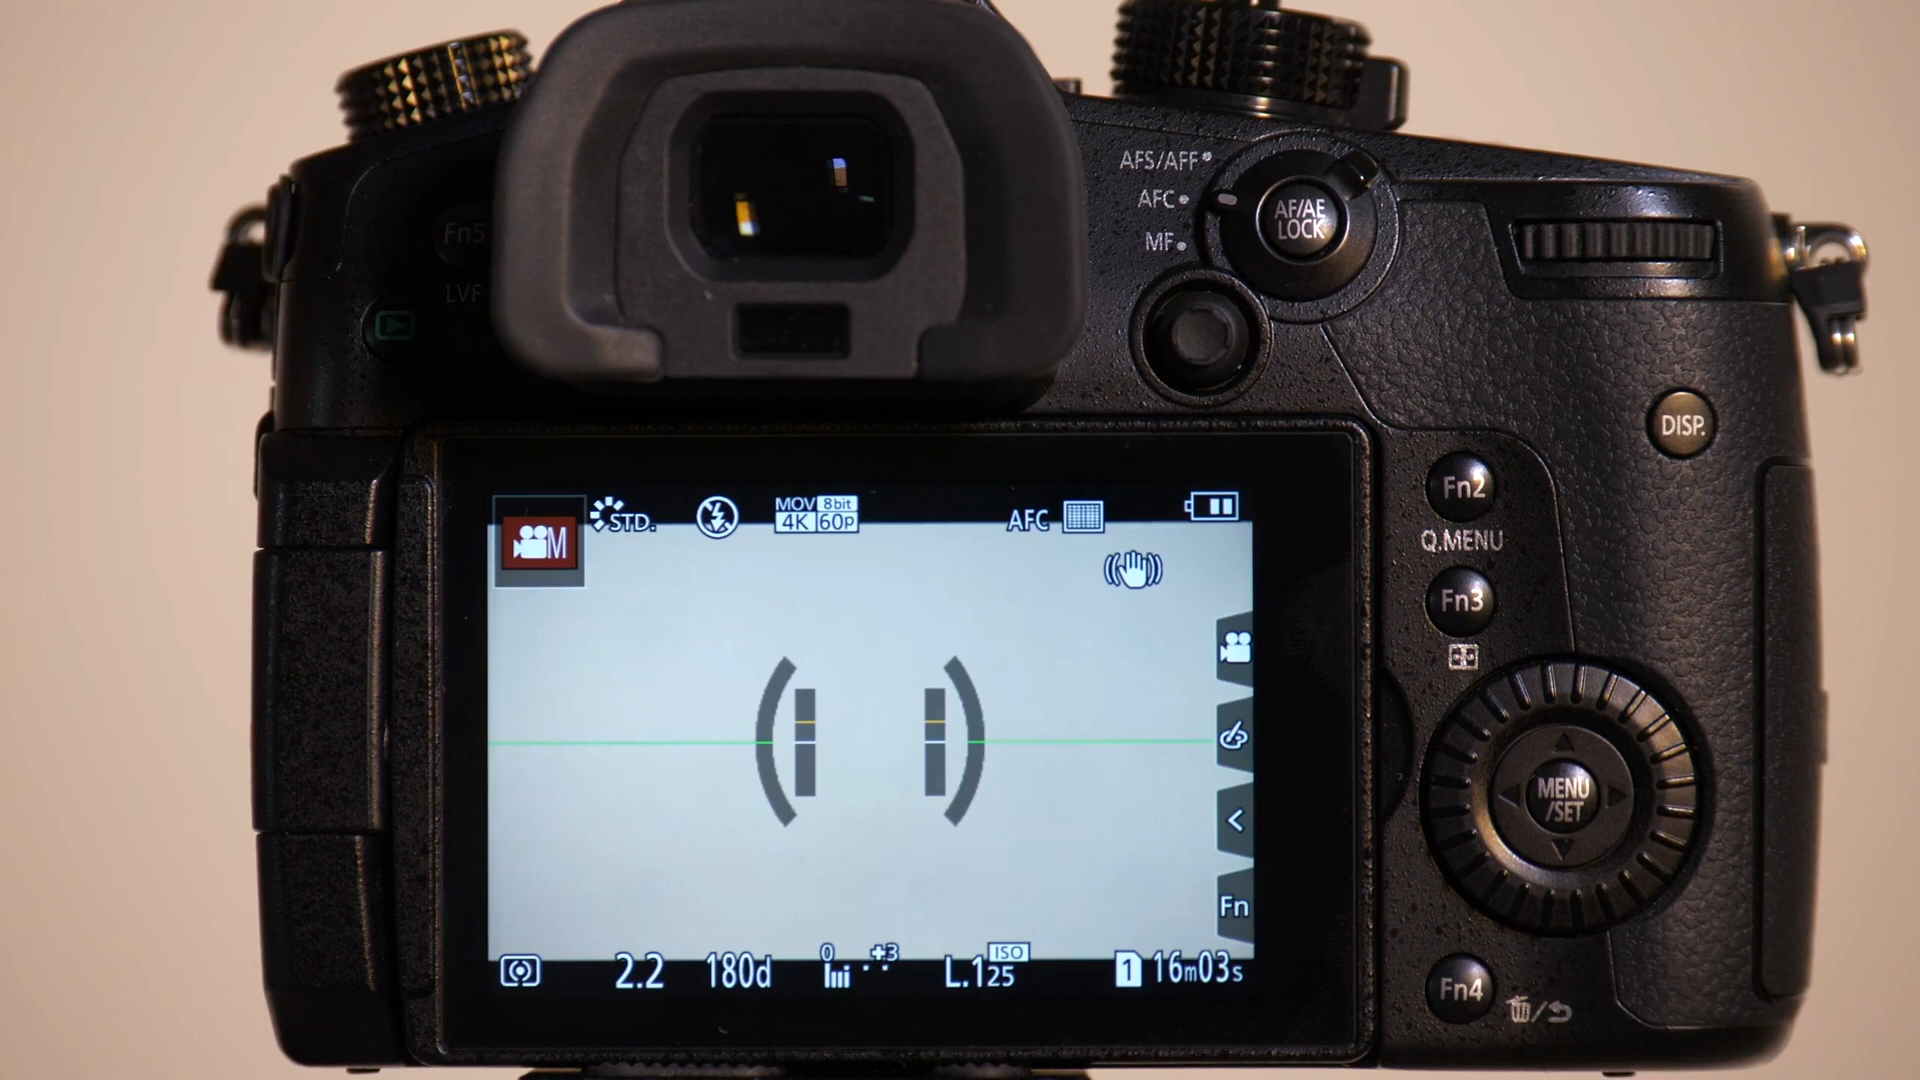 AFS/AFF
AFC
MF
AF/AE
LOCK
Fn5
LVF
DISP.
Fn2
Q.MENU
Fn3
MENU
/SET
Fn4
M
STD.
MOV 8bit
4K 60p
AFC
Fn
2.2
180d
0
+3
ISO
L.125
1
16m03s